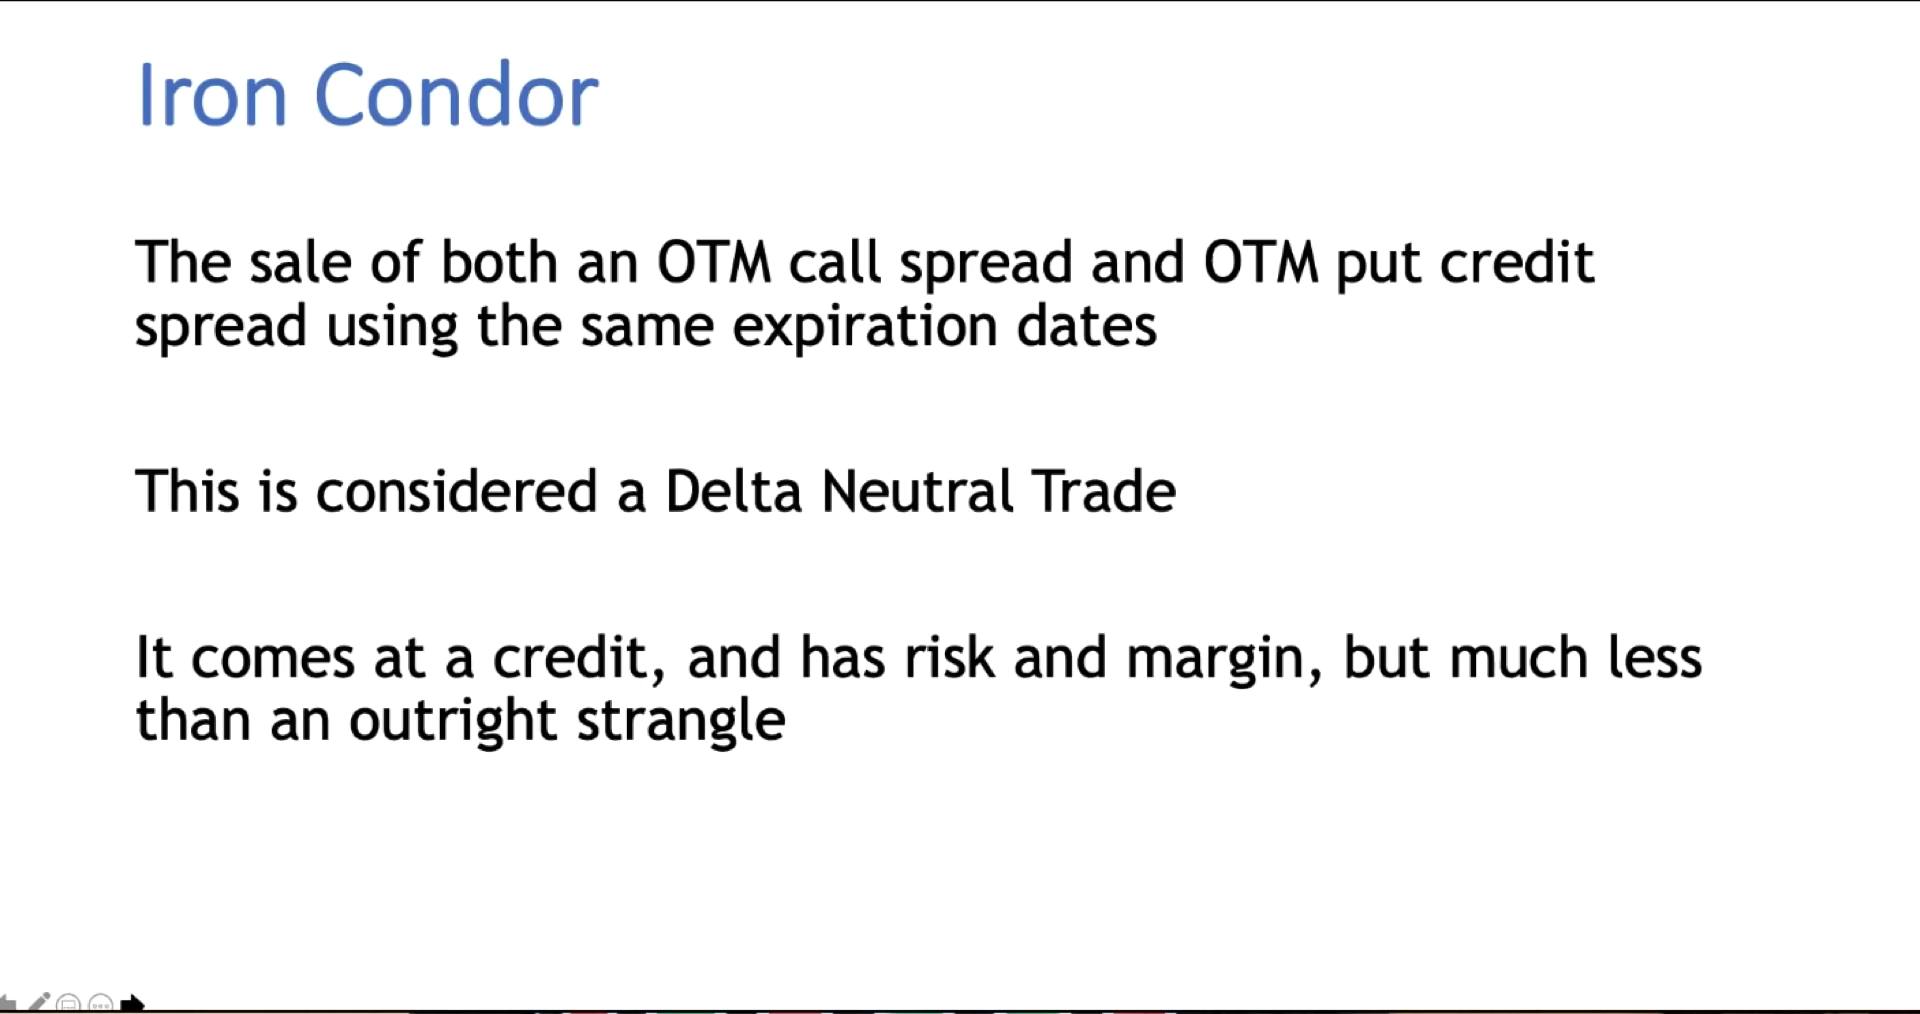 Iron Condor
The sale of both an OTM call spread and OTM put credit
spread using the same expiration dates
This is considered a Delta Neutral Trade
It comes at a credit, and has risk and margin, but much less
than an outright strangle